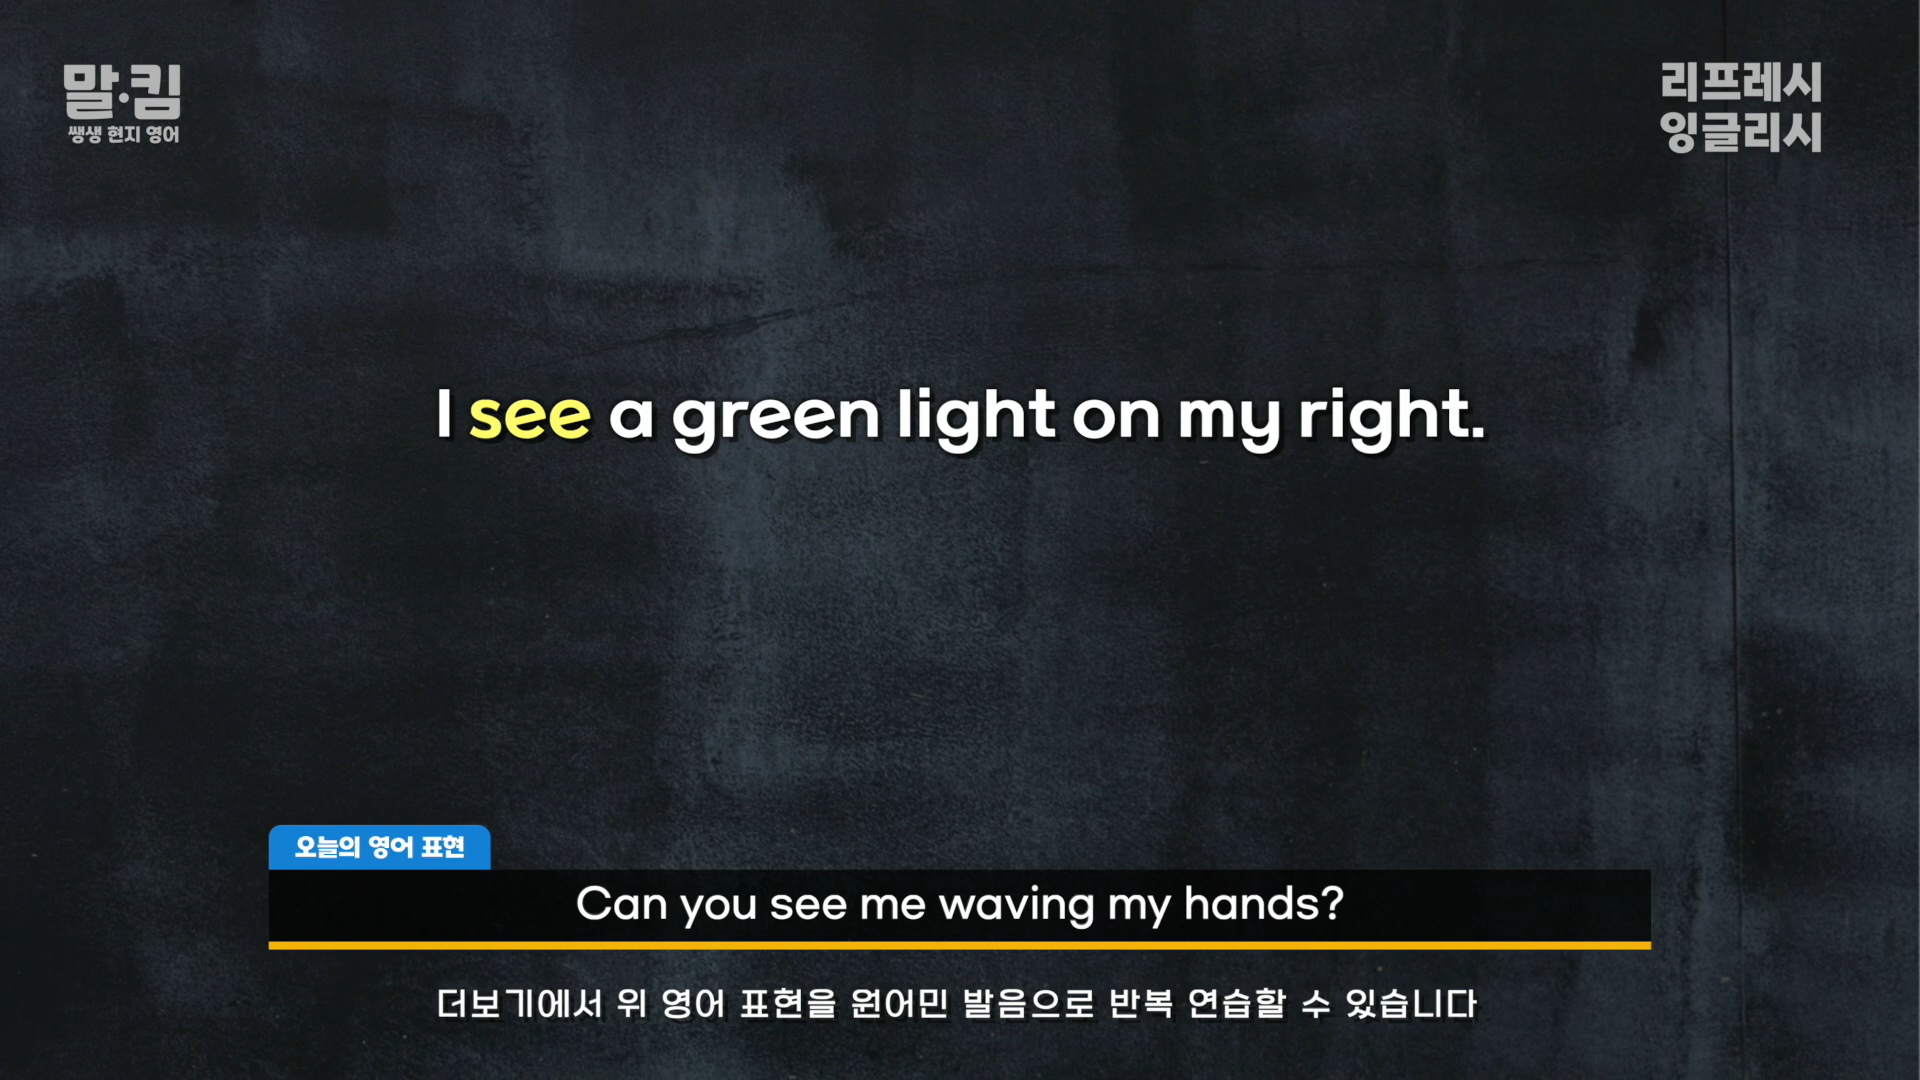 말·킴
쌩생 현지 영어
리프레시
잉글리시
I see a green light on my right.
오늘의 영어 표현
Can you see me waving my hands?
더보기에서 위 영어 표현을 원어민 발음으로 반복 연습할 수 있습니다